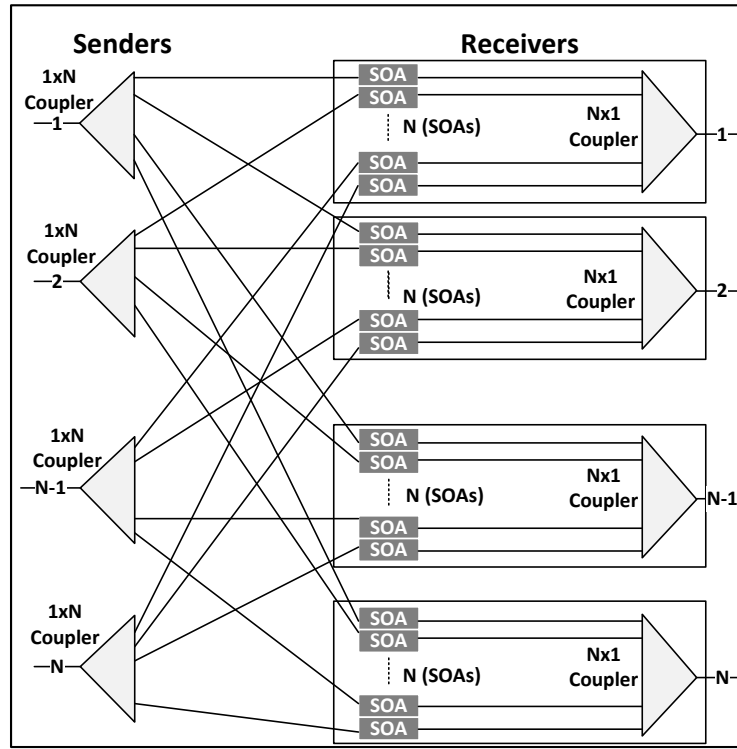 Senders
Receivers
1xN
Coupler
1
SOA
SOA
N (SOAs)
SOA
SOA
Nx1
Coupler
1
1xN
Coupler
2
SOA
SOA
N (SOAs)
SOA
SOA
Nx1
Coupler
2
1xN
Coupler
N-1
SOA
SOA
N (SOAs)
SOA
SOA
Nx1
Coupler
N-1
1xN
Coupler
N
SOA
SOA
N (SOAs)
SOA
SOA
Nx1
Coupler
N